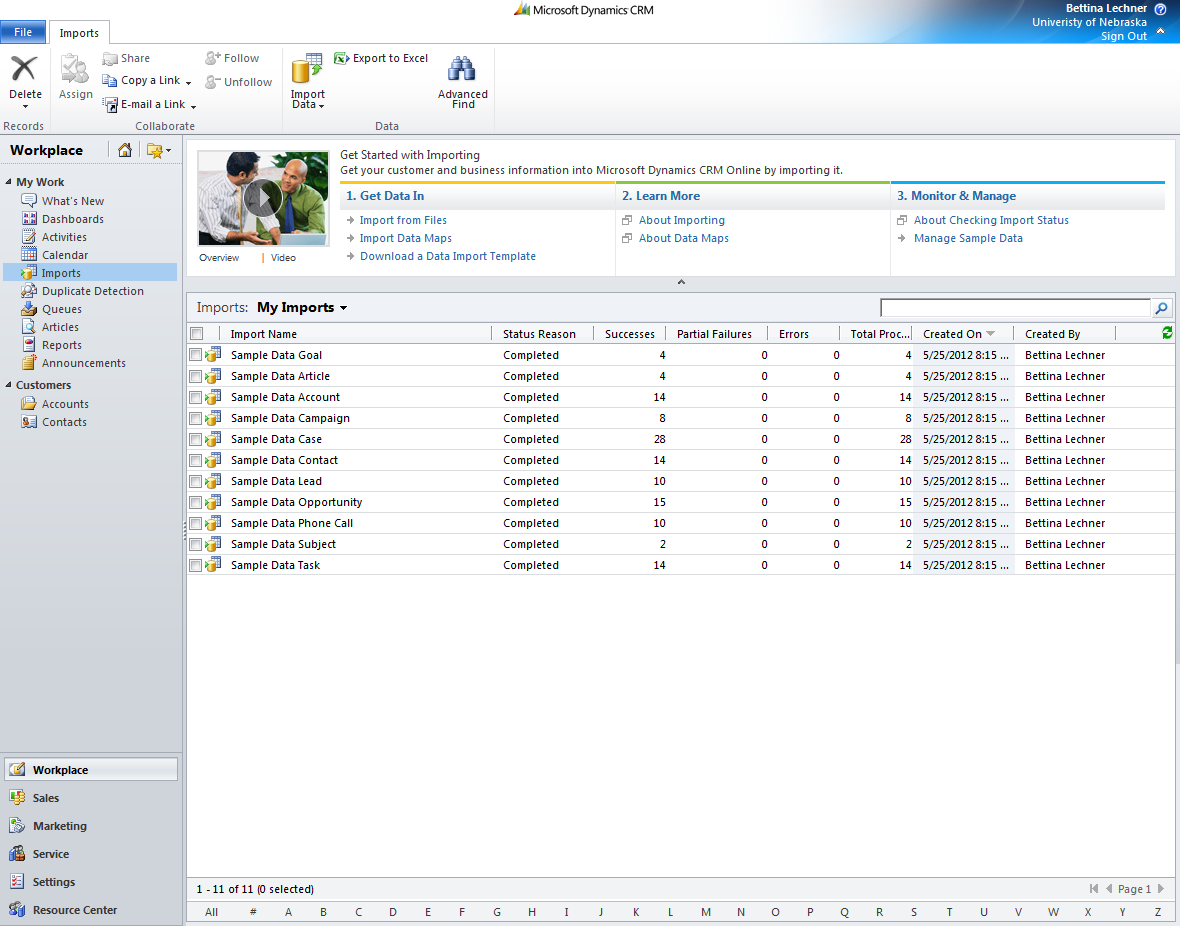 Microsoft Dynamics CRM
Bettina Lechner
Univeristy of Nebraska
Sign Out
File
Imports
Delete
Records
Assign
Share
Copy a Link
E-mail a Link
Follow
Unfollow
Collaborate
Import
Data
Export to Excel
Advanced
Find
Data
Workplace
My Work
What's New
Dashboards
Activities
Calendar
Imports
Duplicate Detection
Queues
Articles
Reports
Announcements
Customers
Accounts
Contacts
Workplace
Sales
Marketing
Service
Settings
Resource Center
Overview | Video
Get Started with Importing
Get your customer and business information into Microsoft Dynamics CRM Online by importing it.
1. Get Data In
Import from Files
Import Data Maps
Download a Data Import Template
2. Learn More
About Importing
About Data Maps
3. Monitor & Manage
About Checking Import Status
Manage Sample Data
Imports: My Imports
Import Name Status Reason Successes Partial Failures Errors Total Proc... Created On Created By
Sample Data Goal Completed 4 0 0 4 5/25/2012 8:15 ... Bettina Lechner
Sample Data Article Completed 4 0 0 4 5/25/2012 8:15 ... Bettina Lechner
Sample Data Account Completed 14 0 0 14 5/25/2012 8:15 ... Bettina Lechner
Sample Data Campaign Completed 8 0 0 8 5/25/2012 8:15 ... Bettina Lechner
Sample Data Case Completed 28 0 0 28 5/25/2012 8:15 ... Bettina Lechner
Sample Data Contact Completed 14 0 0 14 5/25/2012 8:15 ... Bettina Lechner
Sample Data Lead Completed 10 0 0 10 5/25/2012 8:15 ... Bettina Lechner
Sample Data Opportunity Completed 15 0 0 15 5/25/2012 8:15 ... Bettina Lechner
Sample Data Phone Call Completed 10 0 0 10 5/25/2012 8:15 ... Bettina Lechner
Sample Data Subject Completed 2 0 0 2 5/25/2012 8:15 ... Bettina Lechner
Sample Data Task Completed 14 0 0 14 5/25/2012 8:15 ... Bettina Lechner
1 - 11 of 11 (0 selected)
Page 1
All # A B C D E F G H I J K L M N O P Q R S T U V W X Y Z